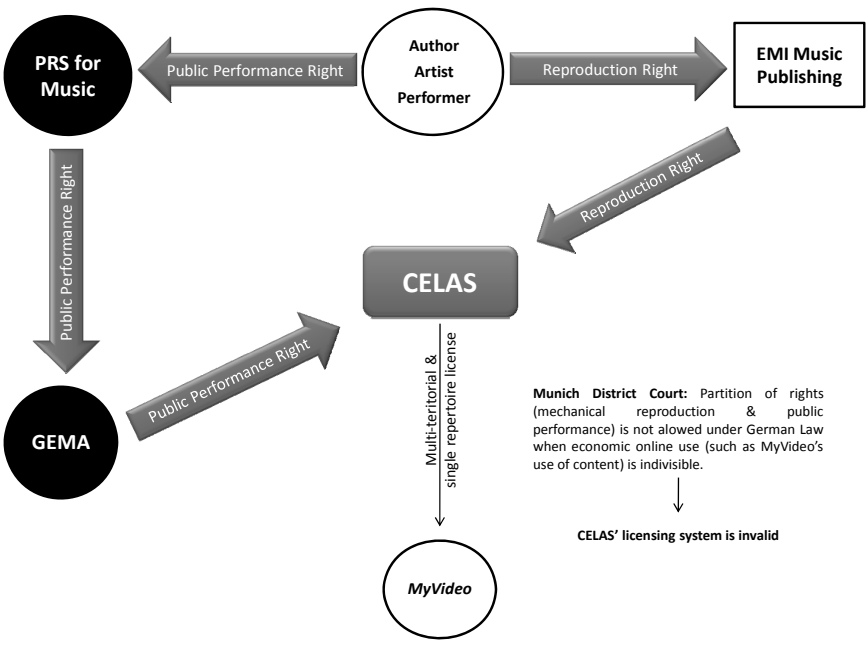 PRS for
Music
Public Performance Right
Author
Artist
Performer
Reproduction Right
EMI Music
Publishing
Public Performance Right
Reproduction Right
CELAS
Public Performance Right
GEMA
Multi-teritorial &
single repertoire license
Munich District Court: Partition of rights
(mechanical reproduction & public
performance) is not alowed under German Law
when economic online use (such as MyVideo's
use of content) is indivisible.
CELAS' licensing system is invalid
MyVideo